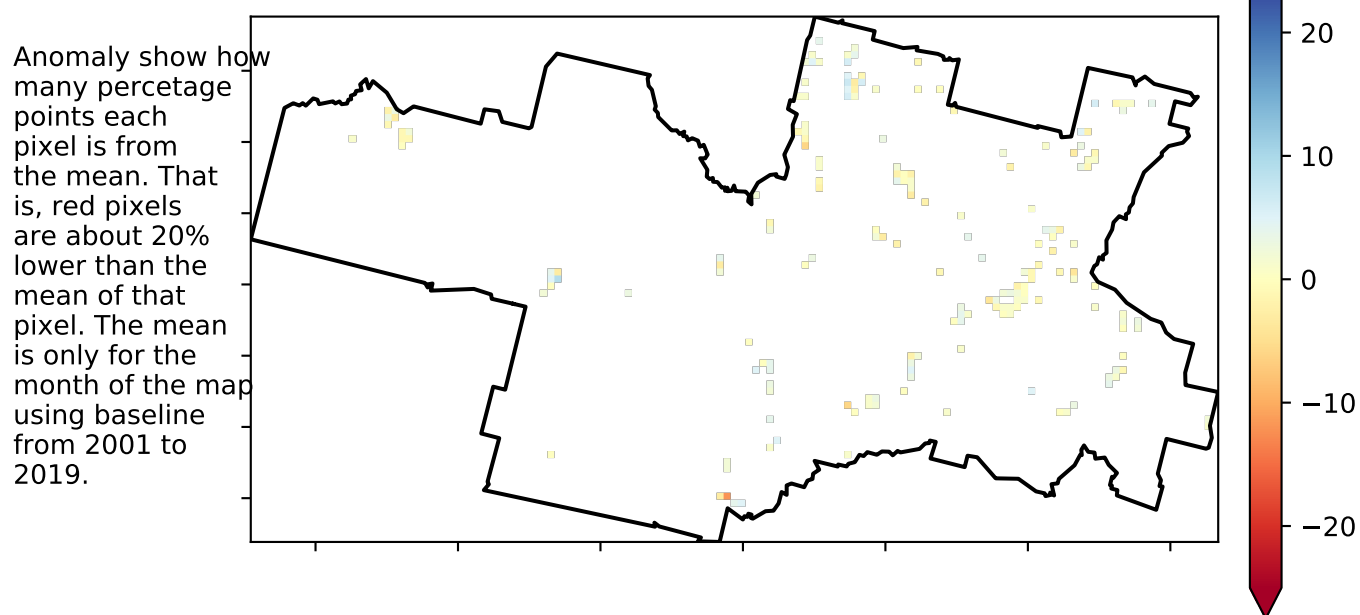 Anomaly show how
many percetage
points each
pixel is from
the mean. That
is, red pixels
are about 20%
lower than the
mean of that
pixel. The mean
is only for the
month of the map
using baseline
from 2001 to
2019.
20
10
0
−10
−20